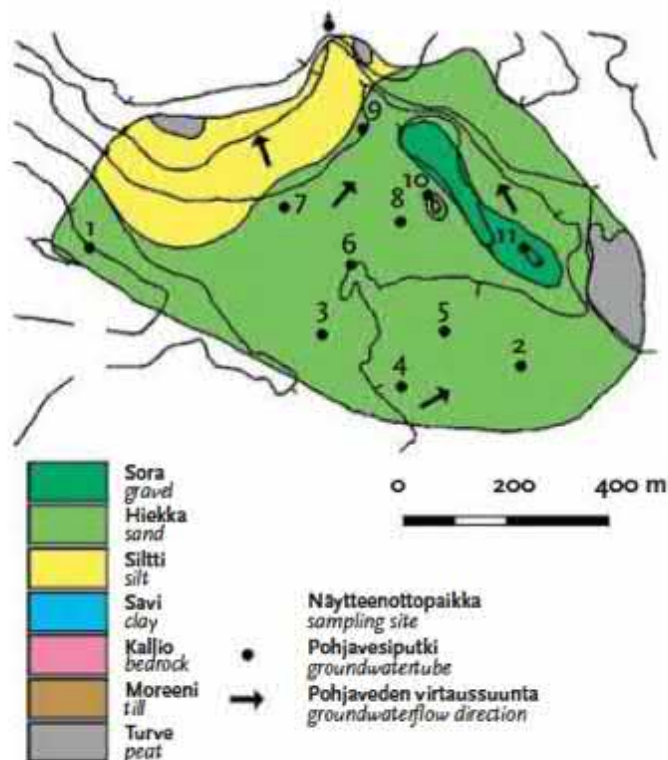 9
10
7
8
11
1
6
3
5
4
2
Sora
gravel
Hiekka
sand
Siltti
silt
Savi
clay
Kallio
bedrock
Moreeni
till
Turve
peat
0 200 400 m
Näytteenottopaikka
sampling site
Pohjavesiputki
groundwatertube
Pohjaveden virtaussuunta
groundwaterflow direction